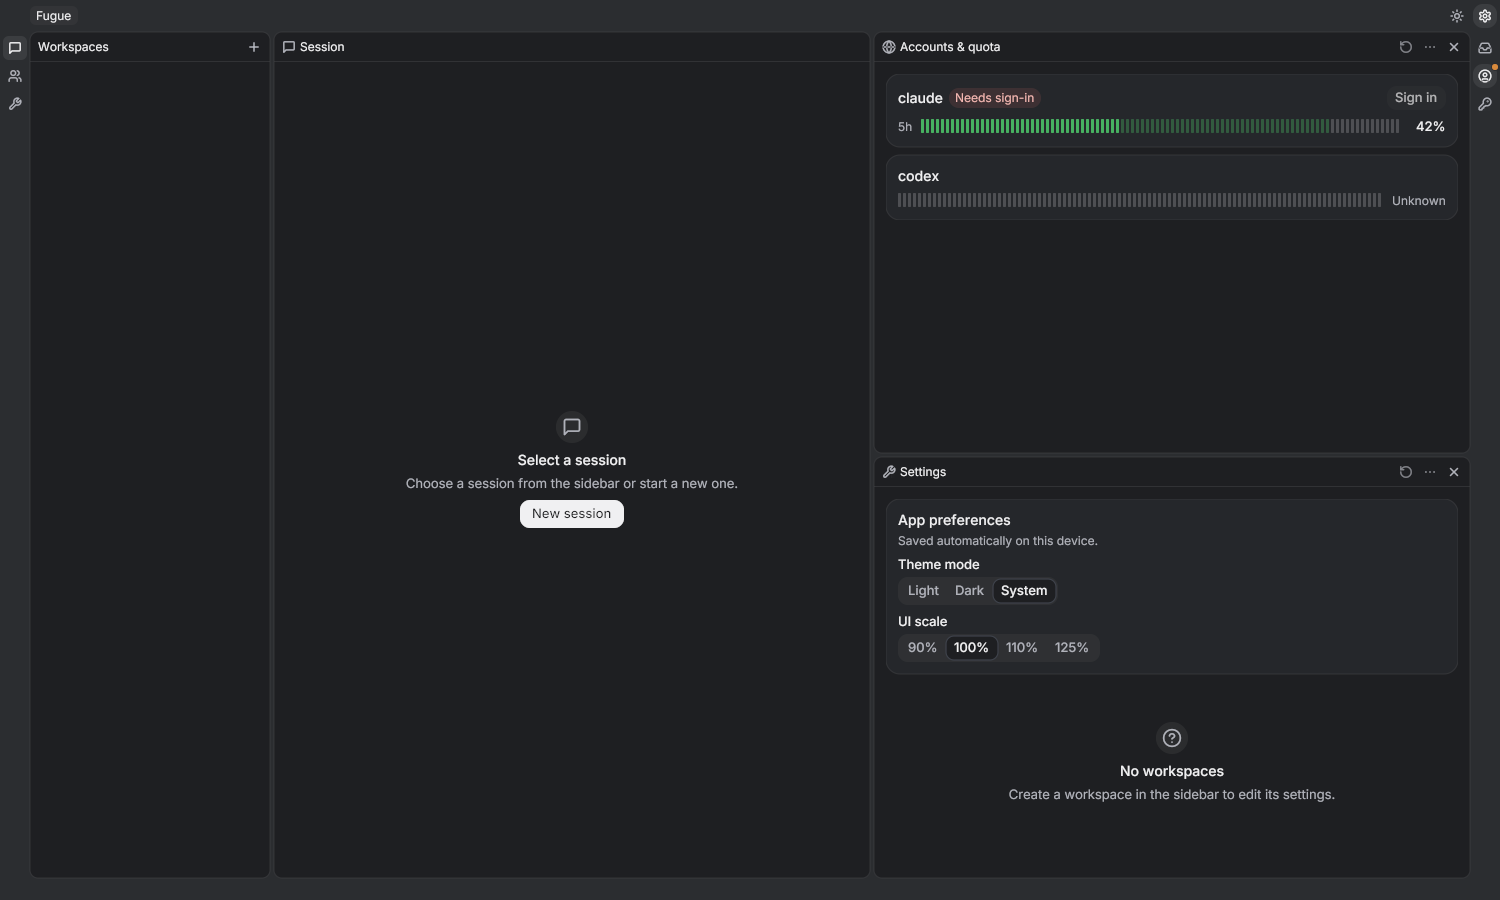 Fugue
Workspaces
Session
Select a session
Choose a session from the sidebar or start a new one.
New session
Accounts & quota
claude Needs sign-in Sign in
5h 42%
codex
Unknown
Settings
App preferences
Saved automatically on this device.
Theme mode
Light Dark System
UI scale
90% 100% 110% 125%
No workspaces
Create a workspace in the sidebar to edit its settings.